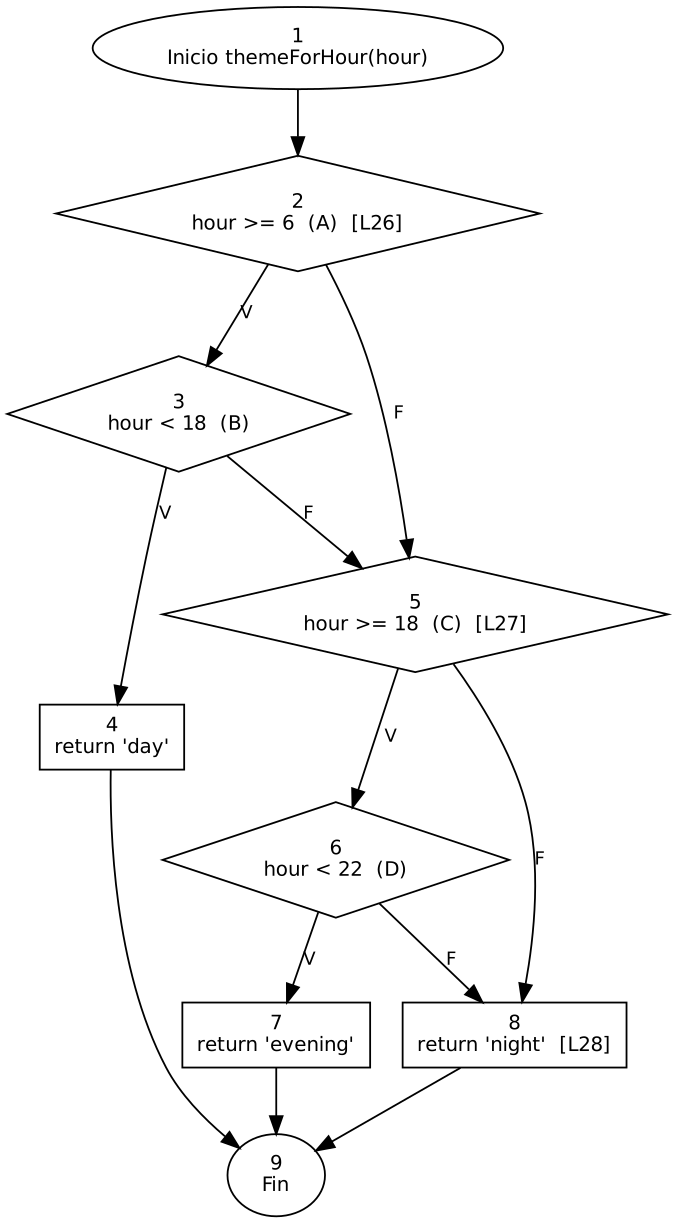 1
Inicio themeForHour(hour)
2
hour >= 6  (A)  [L26]
V
F
3
hour < 18  (B)
V
F
5
hour >= 18  (C)  [L27]
4
return 'day'
V
F
6
hour < 22  (D)
V
F
7
return 'evening'
8
return 'night'  [L28]
9
Fin